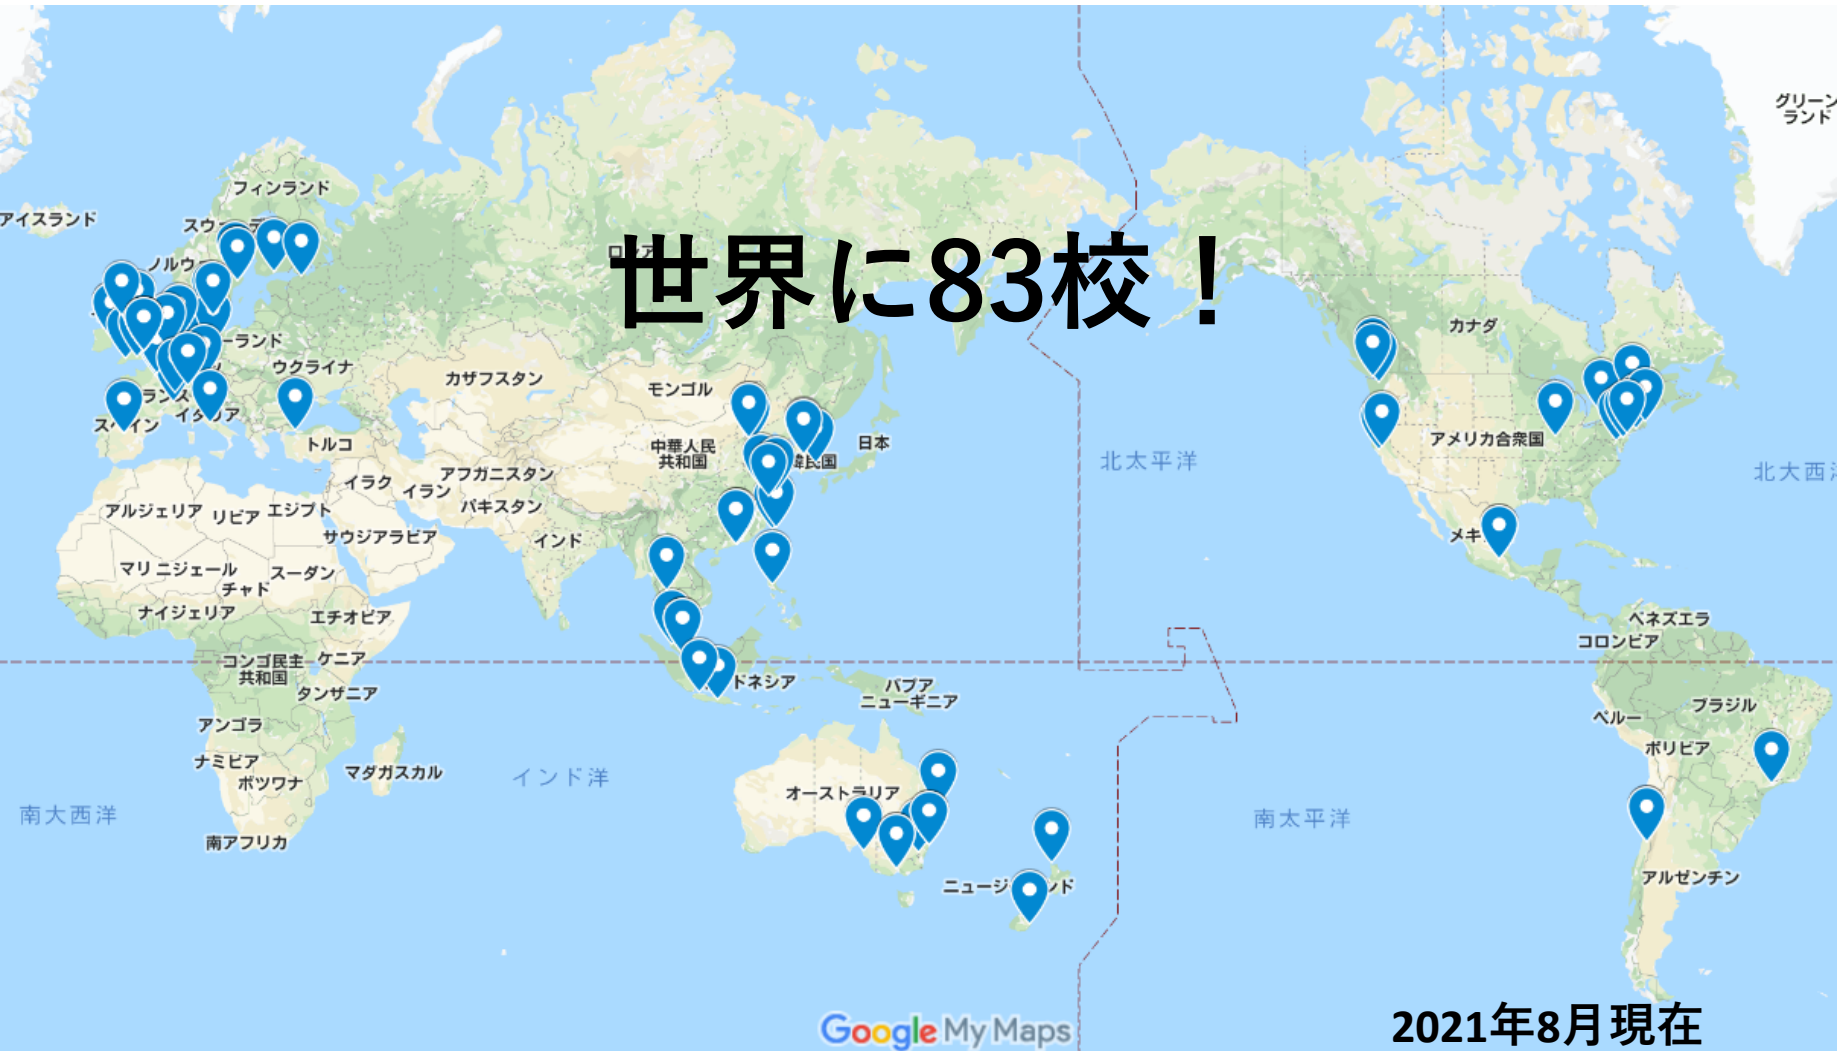 世界に83校！
グリーン
ランド
フィンランド
アイスランド
カナダ
ウクライナ
カザフスタン
モンゴル
トルコ
中華人民
共和国
日本
アメリカ合衆国
北太平洋
イラク
イラン
アフガニスタン
パキスタン
アルジェリア
リビア
エジプト
サウジアラビア
インド
マリ
ニジェール
チャド
スーダン
ナイジェリア
エチオピア
ベネズエラ
コロンビア
コンゴ民主
共和国
ケニア
タンザニア
パプア
ニューギニア
ペルー
ブラジル
アンゴラ
ボリビア
ナミビア
ボツワナ
マダガスカル
インド洋
オーストラリア
南大西洋
南太平洋
南アフリカ
アルゼンチン
Google My Maps
2021年8月現在